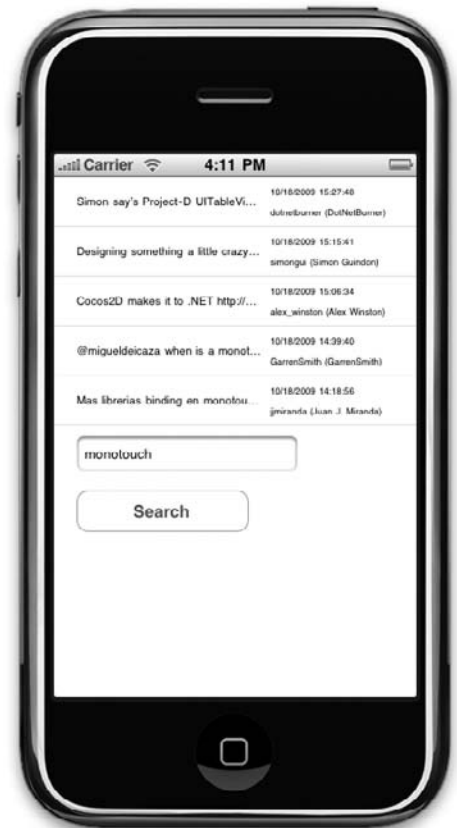 Carrier 4:11 PM
Simon say's Project-D UITableVi... 10/18/2009 15:27:48
dotnetburner (DotNetBurner)
Designing something a little crazy... 10/18/2009 15:15:41
simongui (Simon Guindon)
Cocos2D makes it to .NET http://... 10/18/2009 15:06:34
alex_winston (Alex Winston)
@migueldeicaza when is a monot... 10/18/2009 14:39:40
GarrenSmith (GarrenSmith)
Mas librerias binding en monotou... 10/18/2009 14:18:56
jjmiranda (Juan J. Miranda)
monotouch
Search